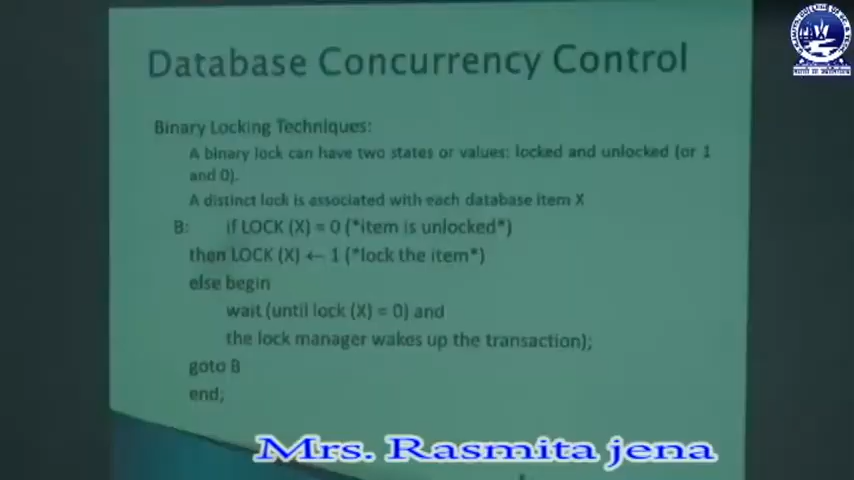 Database Concurrency Control
Binary Locking Techniques:
A binary lock can have two states or values: locked and unlocked (or 1
and 0).
A distinct lock is associated with each database item X
B: if LOCK (X) = 0 (*item is unlocked*)
then LOCK (X) ← 1 (*lock the item*)
else begin
wait (until lock (X) = 0) and
the lock manager wakes up the transaction);
goto B
end;
Mrs. Rasmita jena